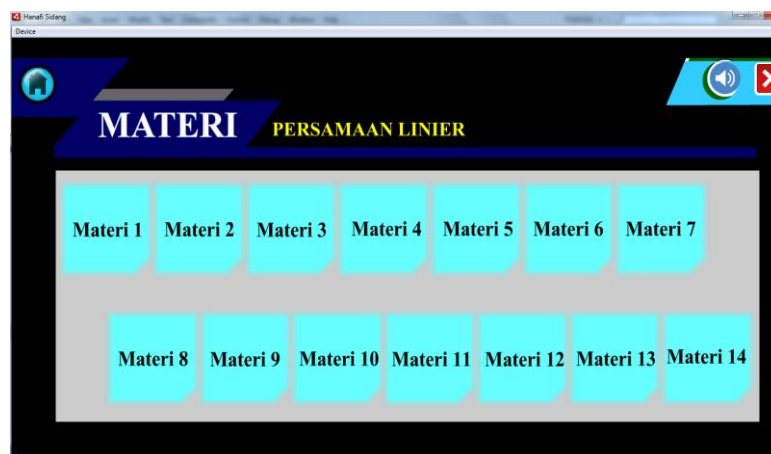 Hanafi Sidang
Device
MATERI PERSAMAAN LINIER
Materi 1 Materi 2 Materi 3 Materi 4 Materi 5 Materi 6 Materi 7
Materi 8 Materi 9 Materi 10 Materi 11 Materi 12 Materi 13 Materi 14